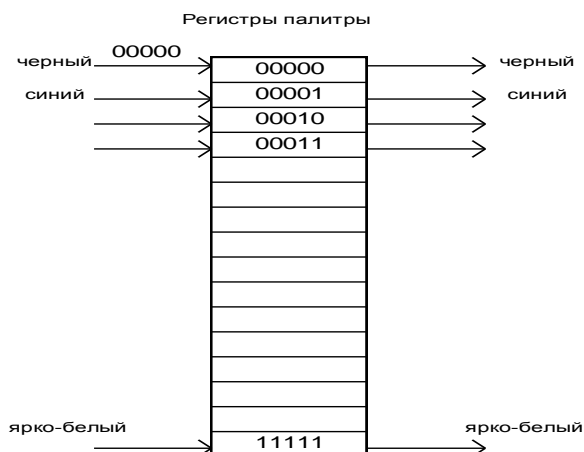 Регистры палитры
черный 00000 00000 черный
синий 00001 синий
00010
00011
ярко-белый ярко-белый
11111